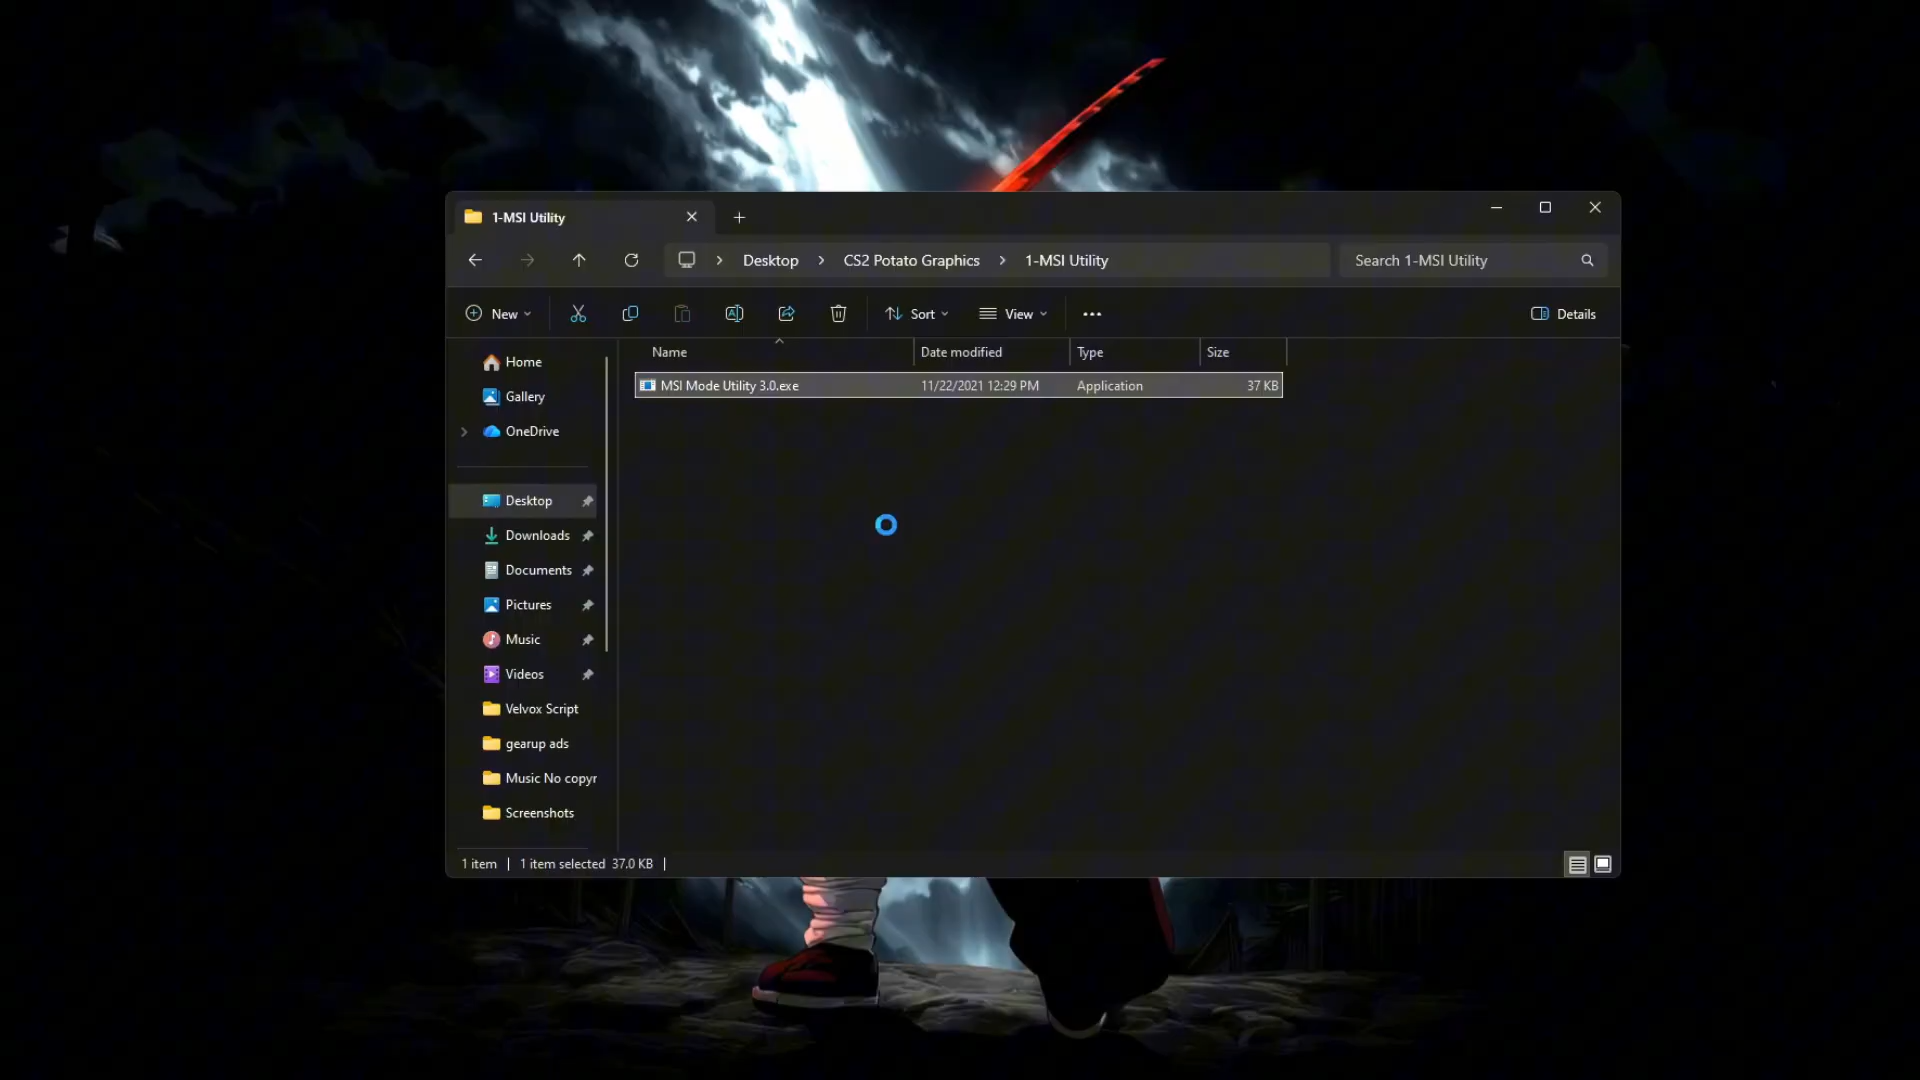 1-MSI Utility
Desktop > CS2 Potato Graphics > 1-MSI Utility
Search 1-MSI Utility
New
Sort
View
Details
Name Date modified Type Size
MSI Mode Utility 3.0.exe 11/22/2021 12:29 PM Application 37 KB
Home
Gallery
OneDrive
Desktop
Downloads
Documents
Pictures
Music
Videos
Velvox Script
gearup ads
Music No copyr
Screenshots
1 item | 1 item selected 37.0 KB |